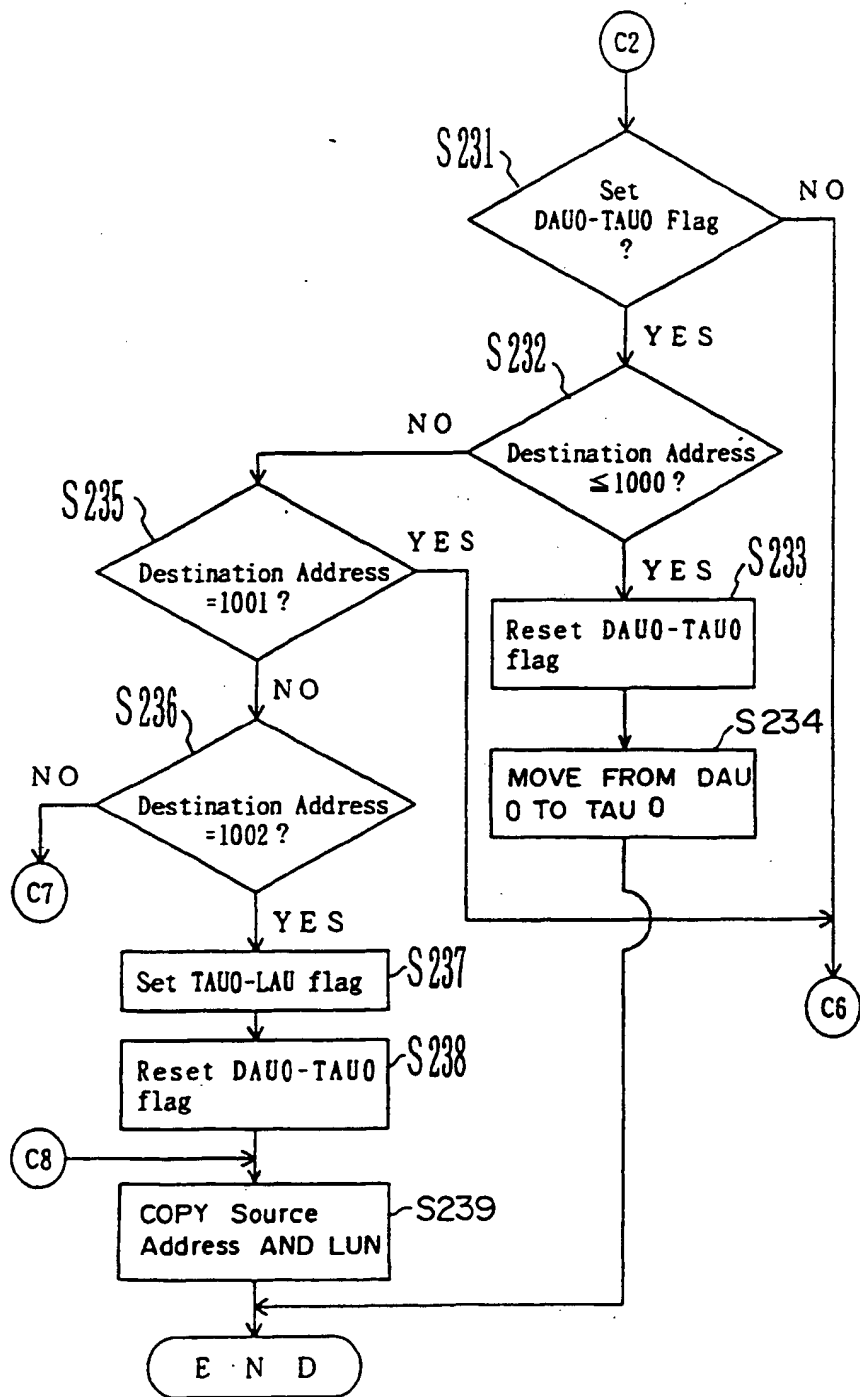 C2
S231
Set
DAU0-TAU0 Flag
?
NO
YES
S232
NO
Destination Address
≦1000?
S235
YES
Destination Address
=1001?
YES
S233
Reset DAU0-TAU0
flag
NO
S236
S234
MOVE FROM DAU
0 TO TAU 0
NO
Destination Address
=1002?
C7
YES
Set TAU0-LAU flag
S237
C6
Reset DAU0-TAU0
flag
S238
C8
COPY Source
Address AND LUN
S239
END